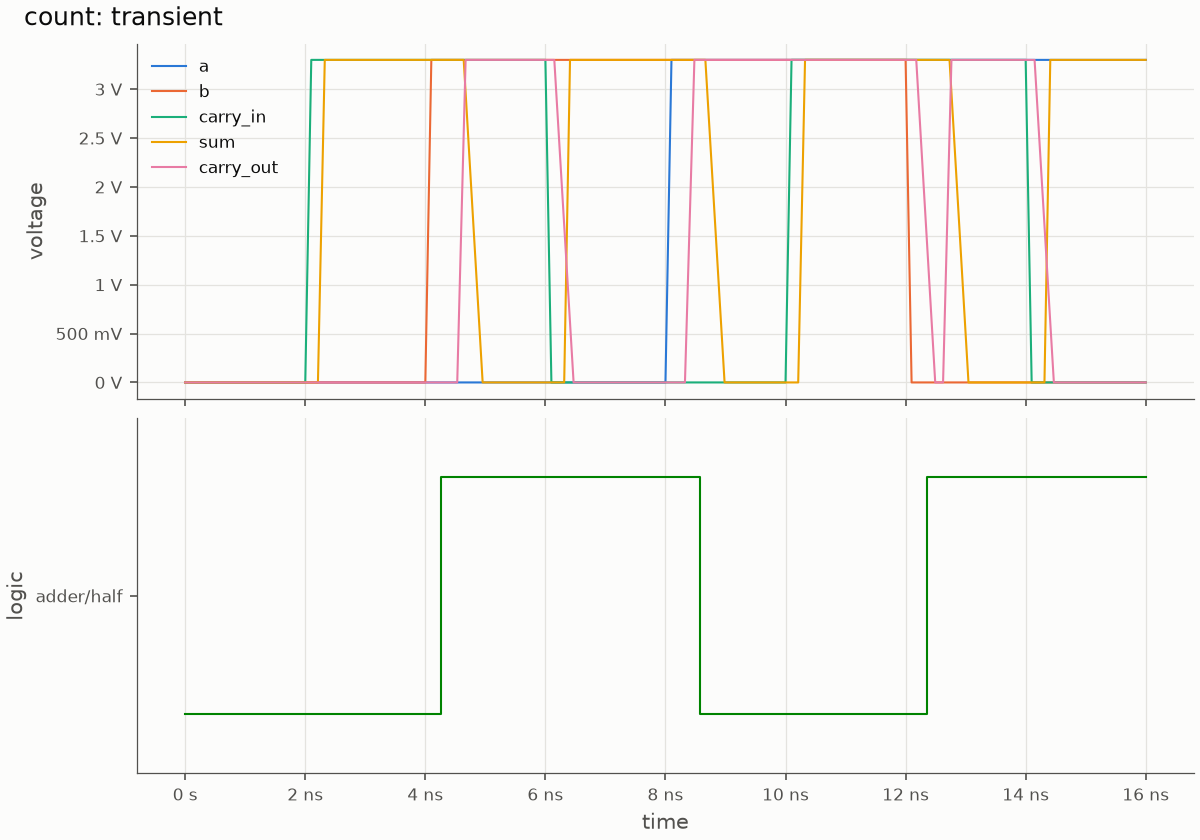 count: transient
a
b
carry_in
sum
carry_out
3 V
2.5 V
2 V
1.5 V
1 V
500 mV
0 V
voltage
logic
adder/half
0 s
2 ns
4 ns
6 ns
8 ns
10 ns
12 ns
14 ns
16 ns
time